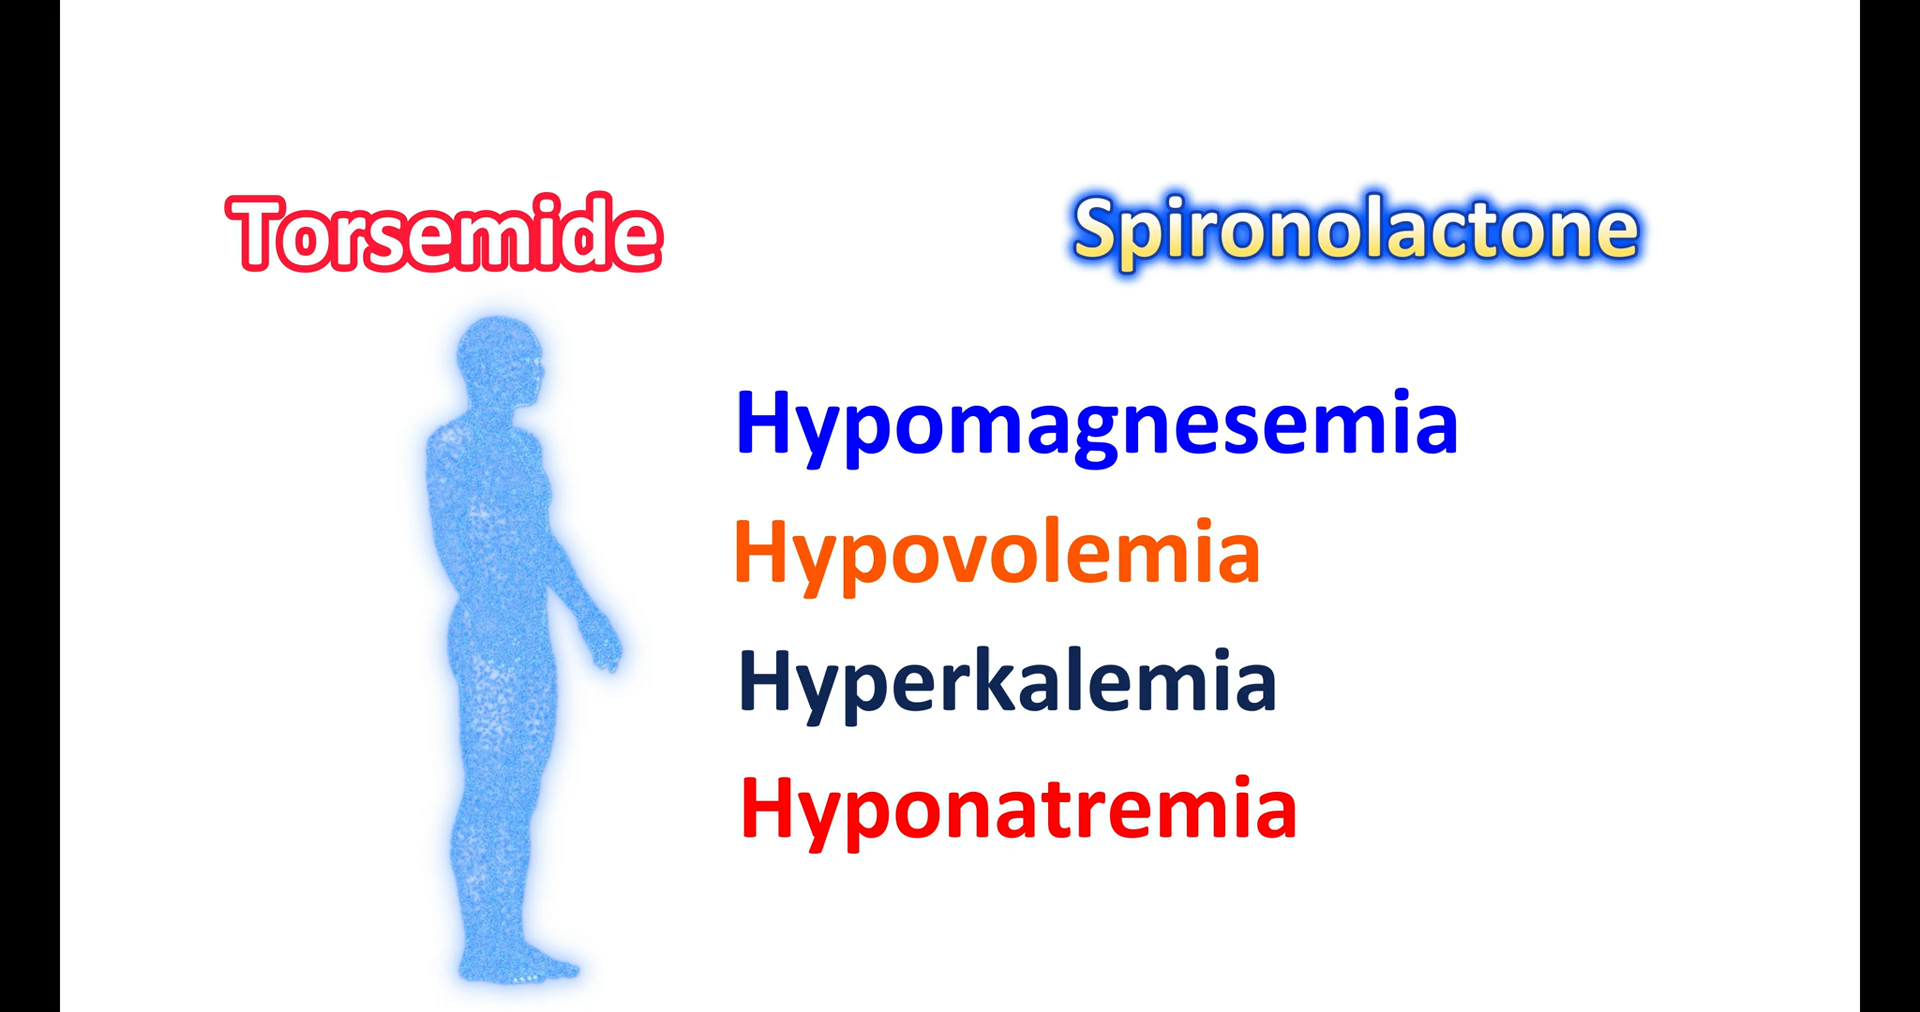 Torsemide
Spironolactone
Hypomagnesemia
Hypovolemia
Hyperkalemia
Hyponatremia